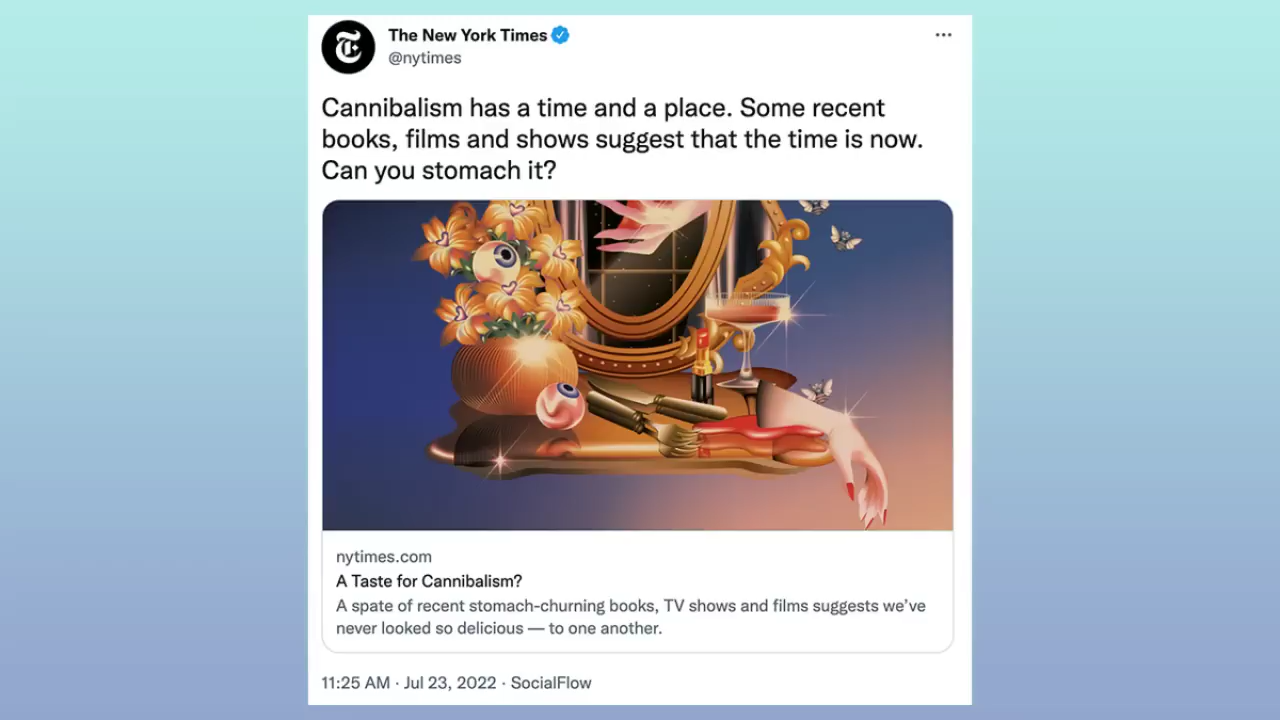 The New York Times
@nytimes
Cannibalism has a time and a place. Some recent
books, films and shows suggest that the time is now.
Can you stomach it?
nytimes.com
A Taste for Cannibalism?
A spate of recent stomach-churning books, TV shows and films suggests we’ve
never looked so delicious — to one another.
11:25 AM · Jul 23, 2022 · SocialFlow